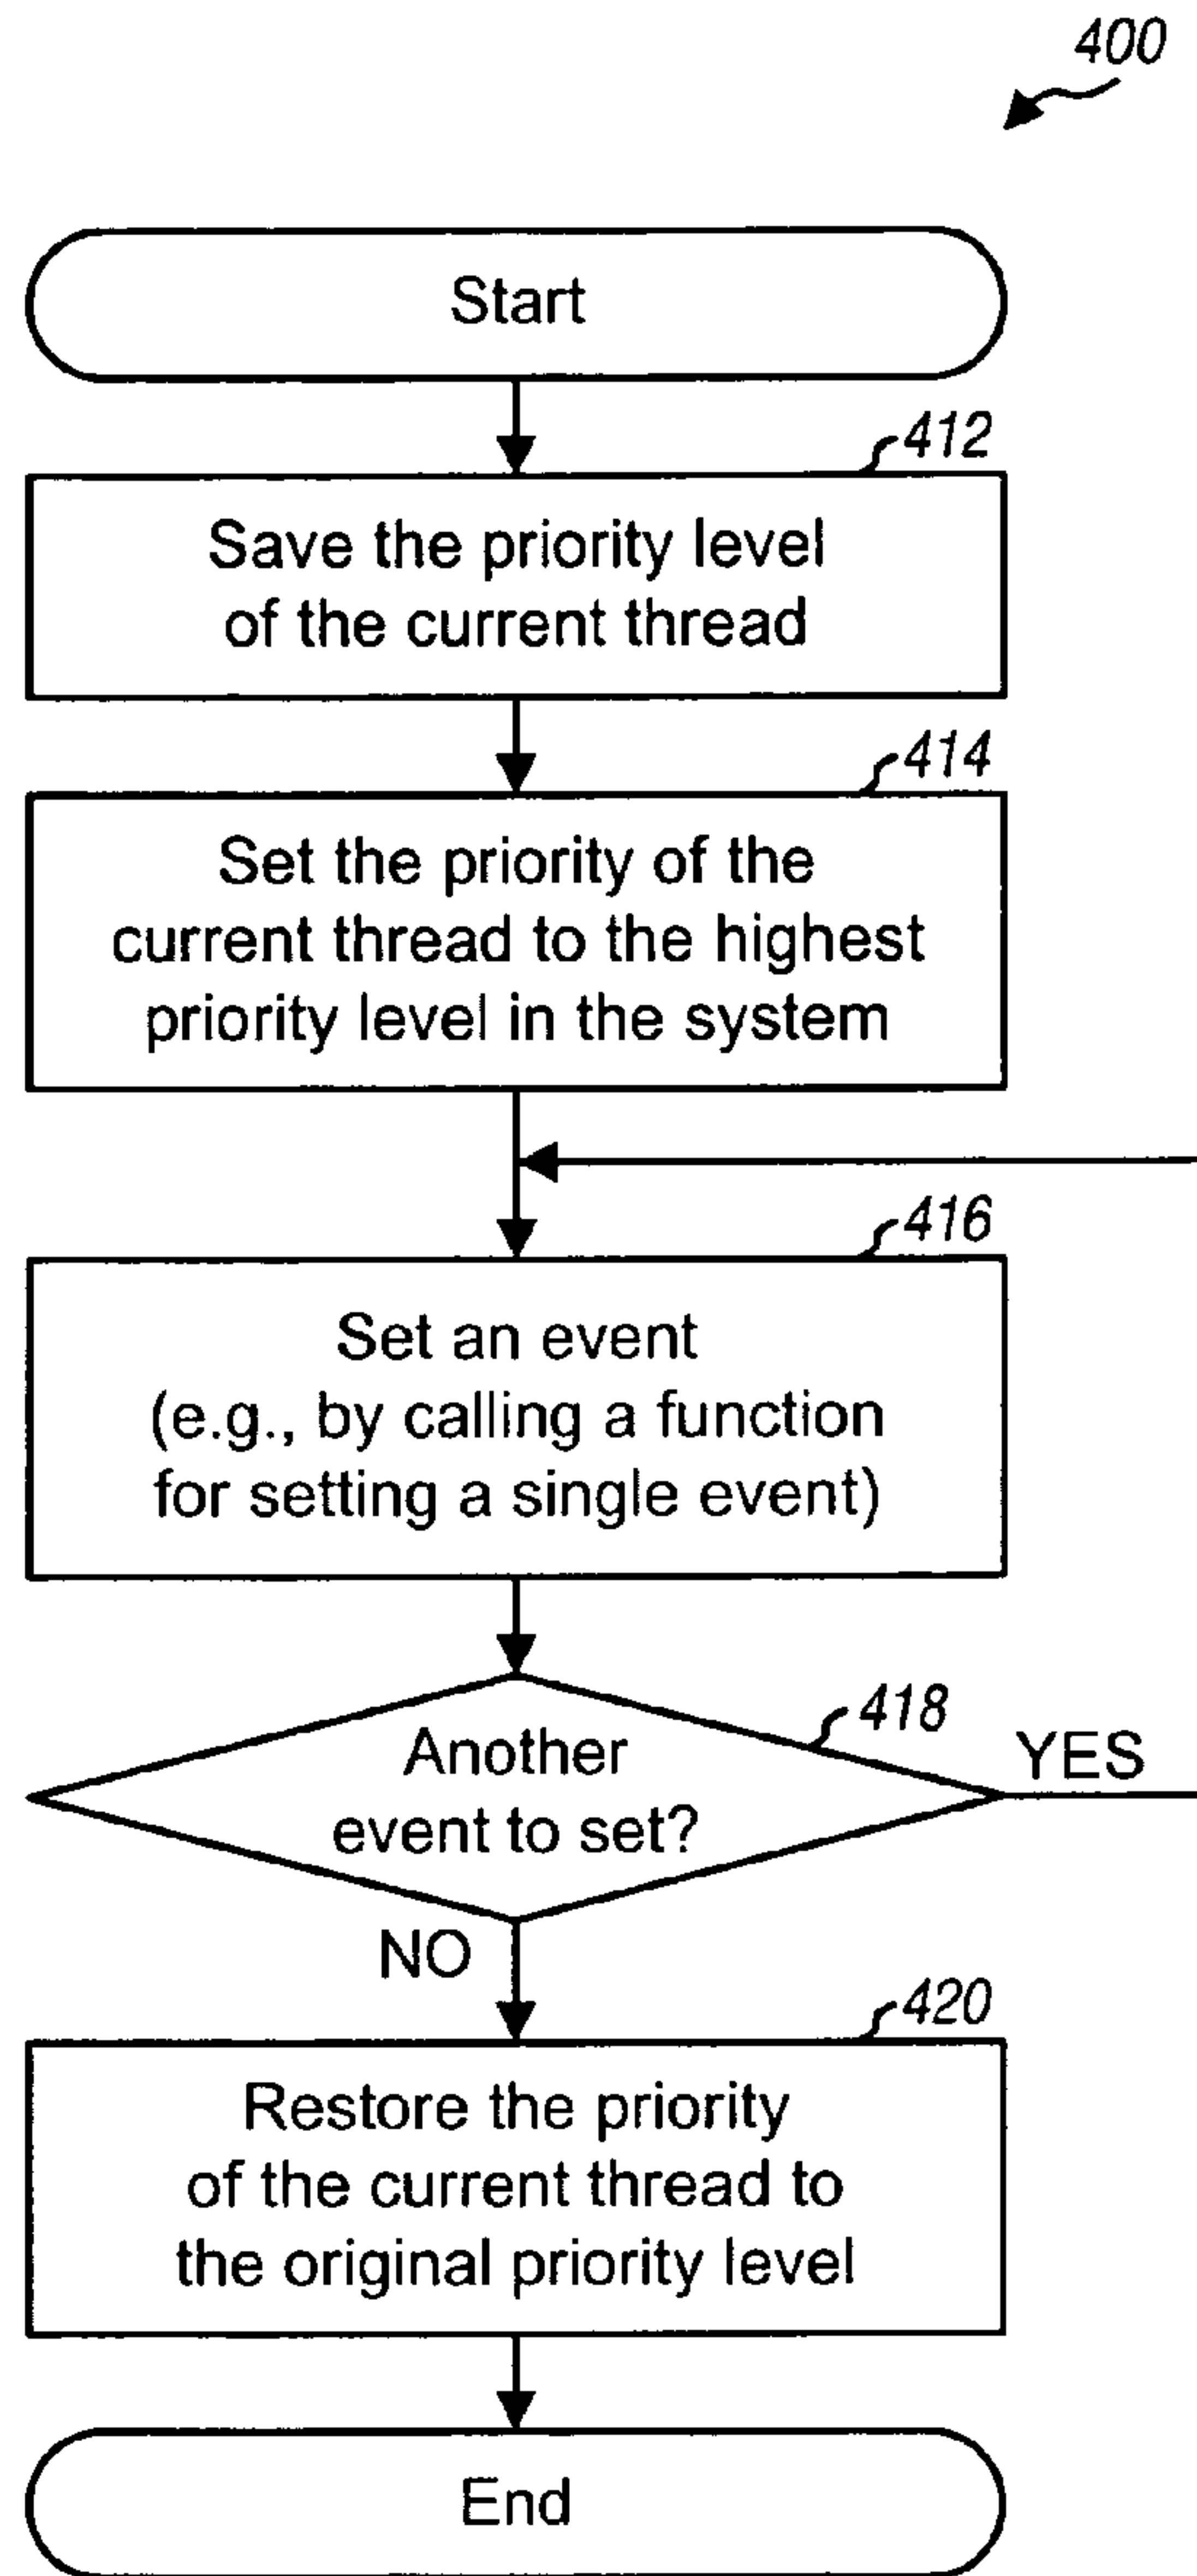 400
Start
412
Save the priority level
of the current thread
414
Set the priority of the
current thread to the highest
priority level in the system
416
Set an event
(e.g., by calling a function
for setting a single event)
418
Another
event to set?
YES
NO
420
Restore the priority
of the current thread to
the original priority level
End